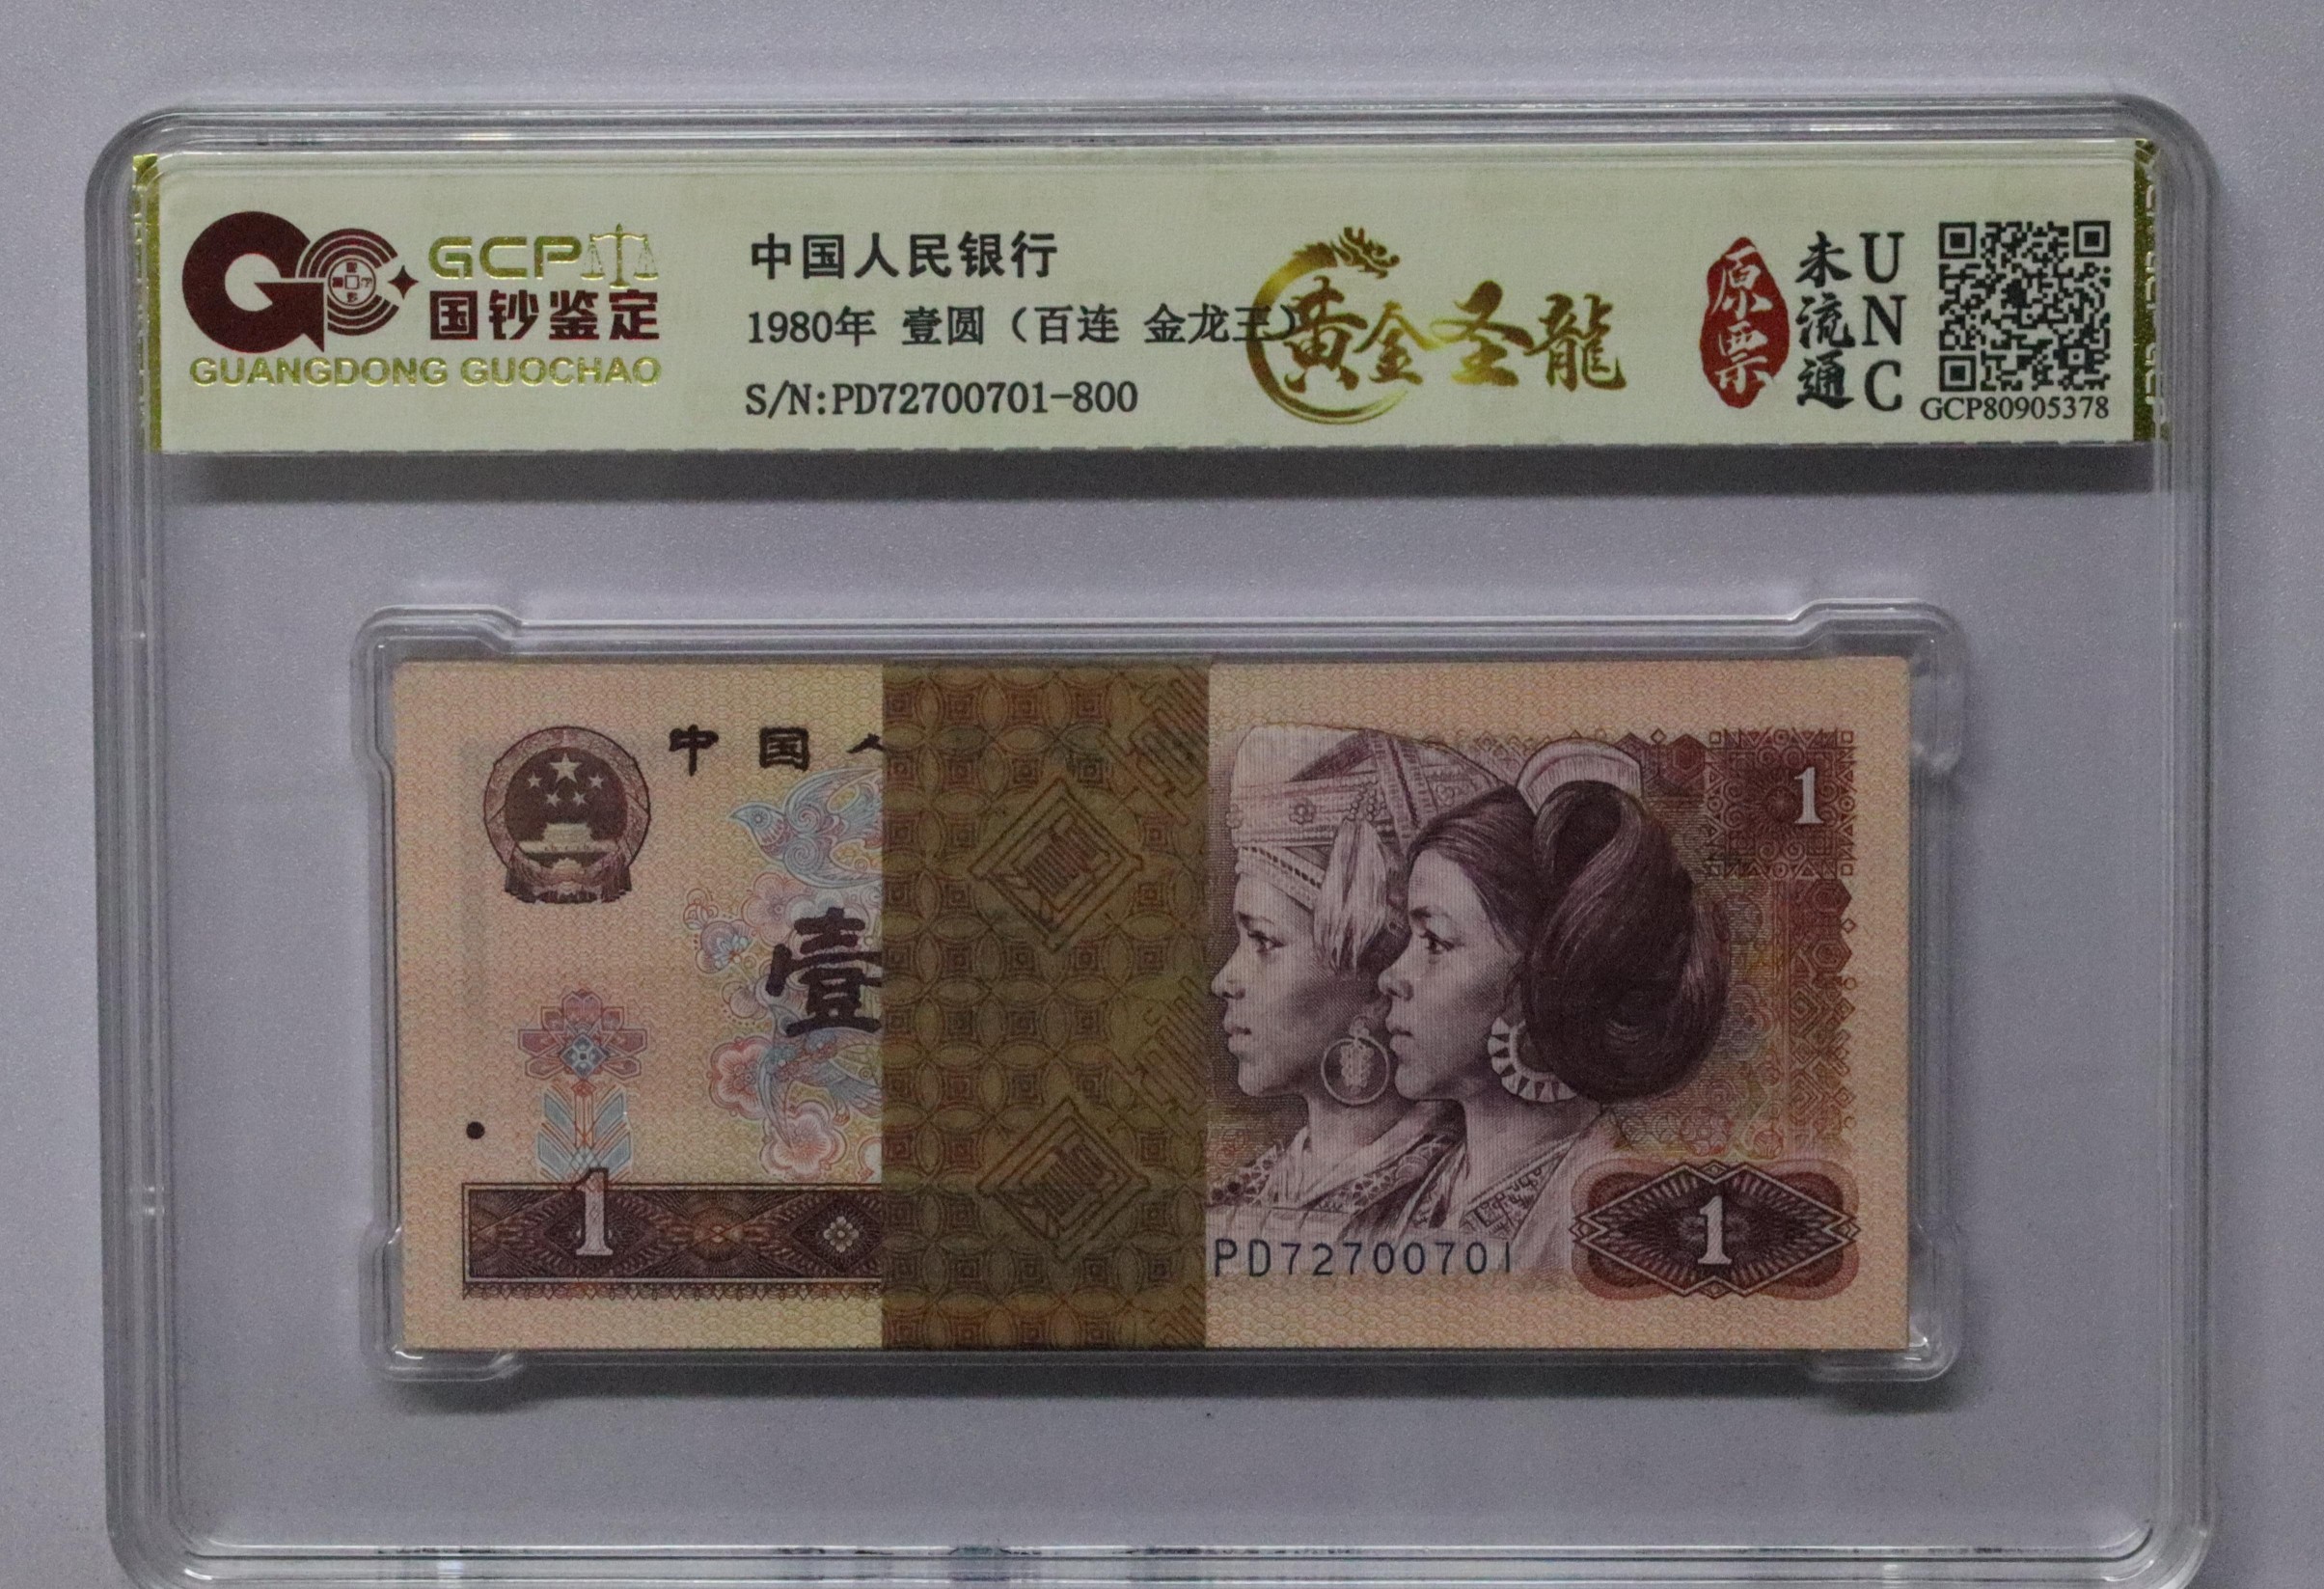 GCP
国钞鉴定
GUANGDONG GUOCHAO
中国人民银行
1980年 壹圆（百连 金龙王）
S/N:PD72700701-800
黄金圣龍
原票
未流通
UNC
GCP80905378
中国人
壹
1
1
1
PD72700701